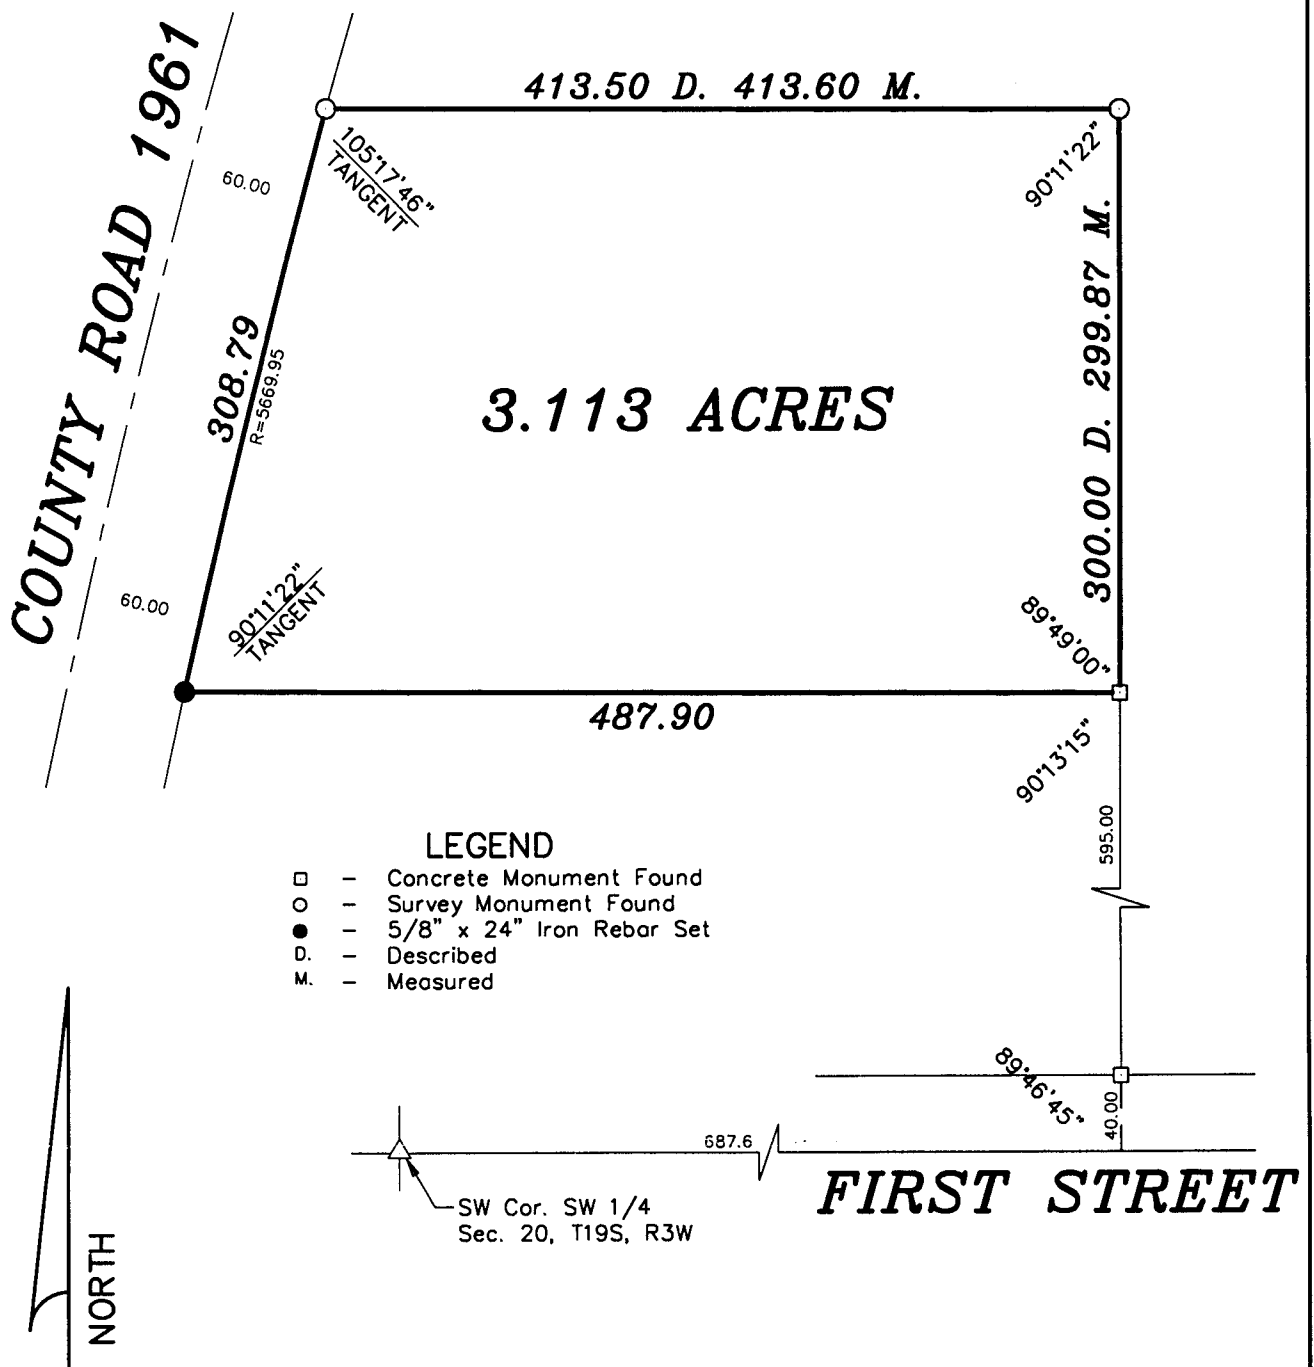 COUNTY ROAD 1961
413.50 D. 413.60 M.
105°17'46"
TANGENT
90°11'22"
60.00
308.79
R=5669.95
3.113 ACRES
300.00 D. 299.87 M.
60.00
90°11'22"
TANGENT
89°49'00"
487.90
90°13'15"
595.00
LEGEND
□ – Concrete Monument Found
○ – Survey Monument Found
● – 5/8" x 24" Iron Rebar Set
D. – Described
M. – Measured
89°46'45"
40.00
687.6
FIRST STREET
SW Cor. SW 1/4
Sec. 20, T19S, R3W
NORTH